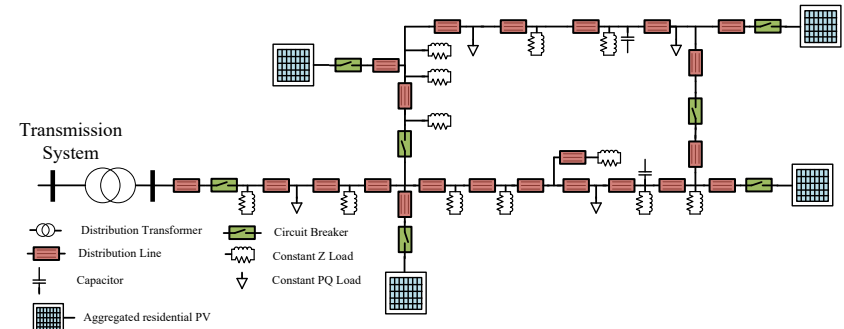 Transmission
System
Distribution Transformer
Circuit Breaker
Distribution Line
Constant Z Load
Capacitor
Constant PQ Load
Aggregated residential PV